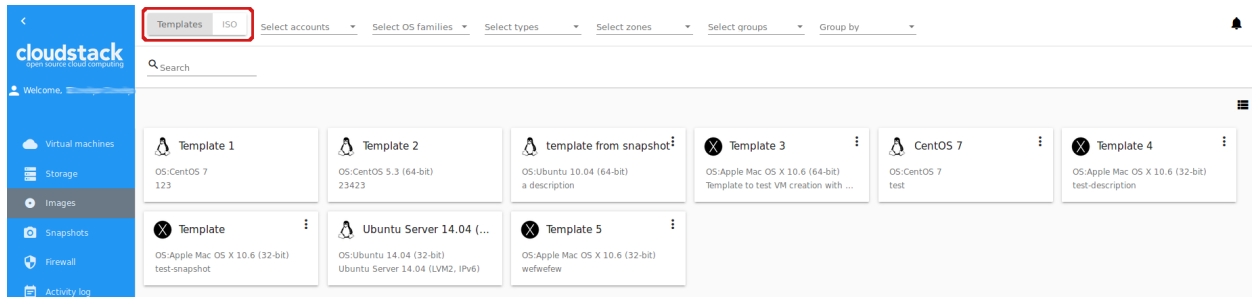 Templates ISO Select accounts Select OS families Select types Select zones Select groups Group by
cloudstack
open source cloud computing
Search
Welcome,
Virtual machines
Storage
Images
Snapshots
Firewall
Activity log
Template 1
OS:CentOS 7
123
Template 2
OS:CentOS 5.3 (64-bit)
23423
template from snapshot
OS:Ubuntu 10.04 (64-bit)
a description
Template 3
OS:Apple Mac OS X 10.6 (64-bit)
Template to test VM creation with ...
CentOS 7
OS:CentOS 7
test
Template 4
OS:Apple Mac OS X 10.6 (32-bit)
test-description
Template
OS:Apple Mac OS X 10.6 (32-bit)
test-snapshot
Ubuntu Server 14.04 (...
OS:Ubuntu 14.04 (32-bit)
Ubuntu Server 14.04 (LVM2, IPv6)
Template 5
OS:Apple Mac OS X 10.6 (32-bit)
wefwefew